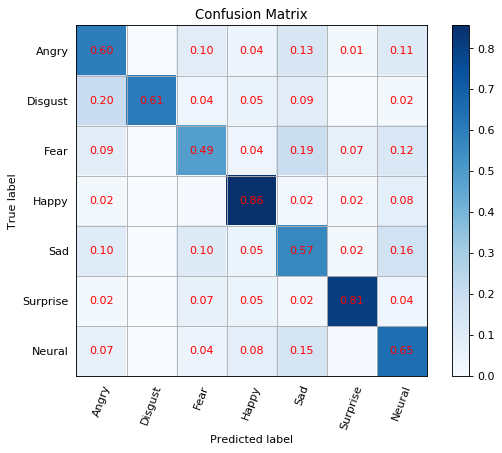 Confusion Matrix
Angry 0.60 0.10 0.04 0.13 0.01 0.11
Disgust 0.20 0.61 0.04 0.05 0.09 0.02
Fear 0.09 0.49 0.04 0.19 0.07 0.12
Happy 0.02 0.86 0.02 0.02 0.08
Sad 0.10 0.10 0.05 0.57 0.02 0.16
Surprise 0.02 0.07 0.05 0.02 0.81 0.04
Neural 0.07 0.04 0.08 0.15 0.65
True label
Angry Disgust Fear Happy Sad Surprise Neural
Predicted label
0.8
0.7
0.6
0.5
0.4
0.3
0.2
0.1
0.0